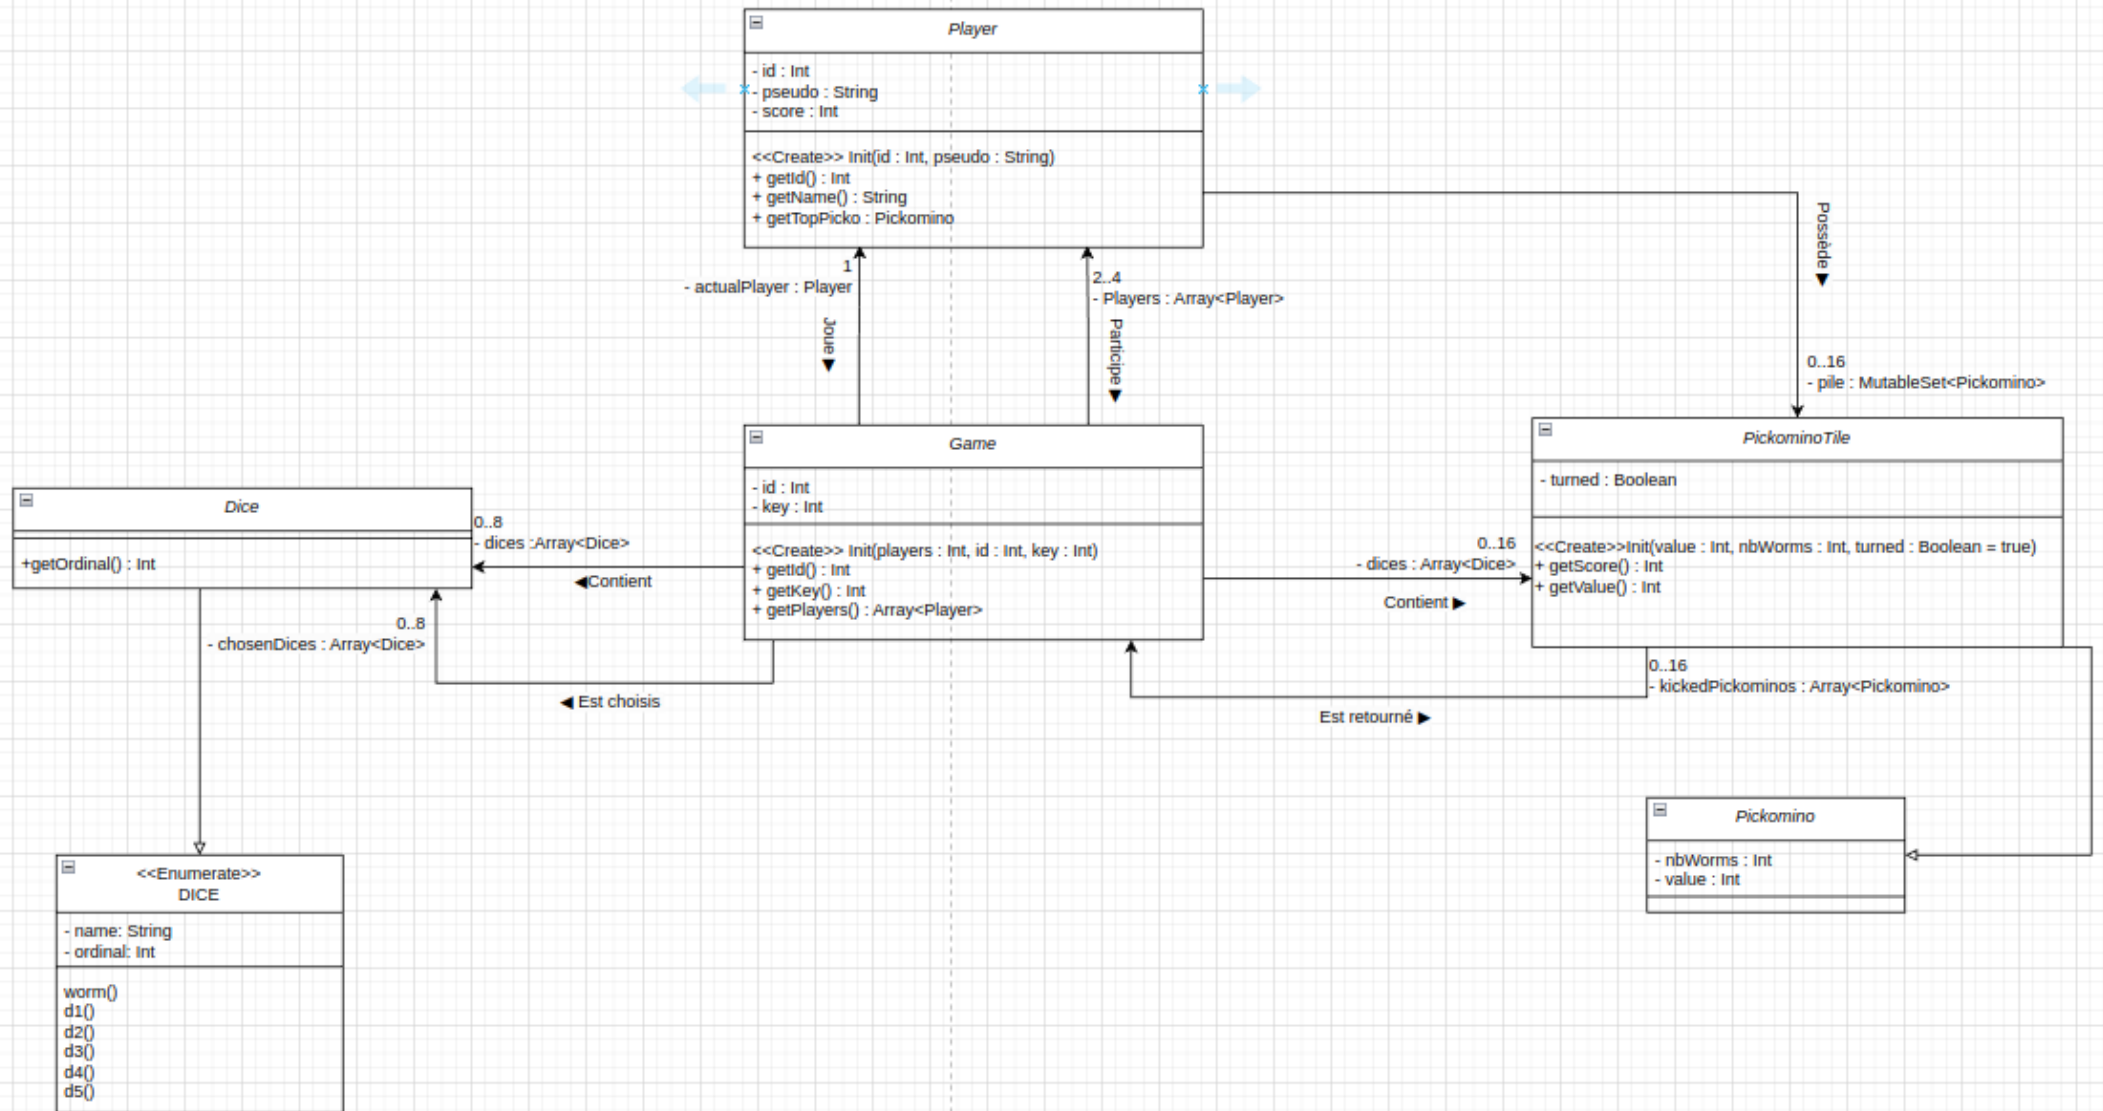 Player
- id : Int
- pseudo : String
- score : Int
<<Create>> Init(id : Int, pseudo : String)
+ getId() : Int
+ getName() : String
+ getTopPicko : Pickomino
1
- actualPlayer : Player
Joue ▼
2..4
- Players : Array<Player>
Participe ▼
Possède ▼
0..16
- pile : MutableSet<Pickomino>
Game
- id : Int
- key : Int
<<Create>> Init(players : Int, id : Int, key : Int)
+ getId() : Int
+ getKey() : Int
+ getPlayers() : Array<Player>
PickominoTile
- turned : Boolean
<<Create>>Init(value : Int, nbWorms : Int, turned : Boolean = true)
+ getScore() : Int
+ getValue() : Int
Dice
+getOrdinal() : Int
0..8
- dices :Array<Dice>
◀Contient
0..16
- dices : Array<Dice>
Contient ▶
0..8
- chosenDices : Array<Dice>
◀ Est choisis
0..16
- kickedPickominos : Array<Pickomino>
Est retourné ▶
Pickomino
- nbWorms : Int
- value : Int
<<Enumerate>>
DICE
- name: String
- ordinal: Int
worm()
d1()
d2()
d3()
d4()
d5()